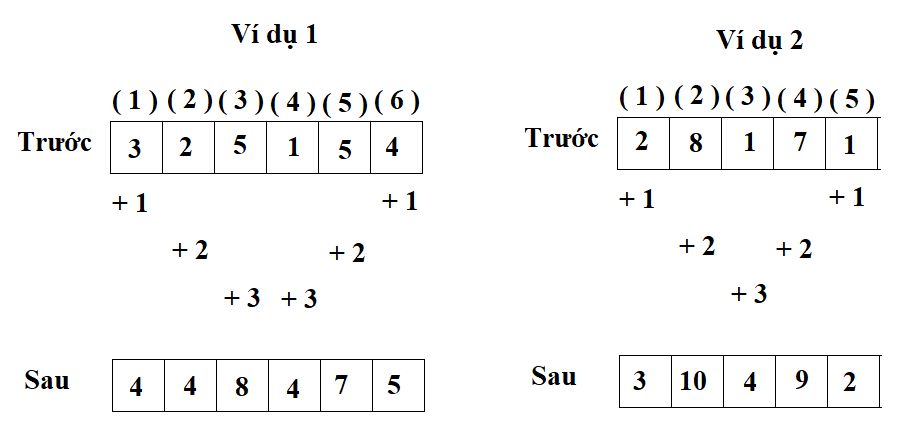 Ví dụ 1
( 1 ) ( 2 ) ( 3 ) ( 4 ) ( 5 ) ( 6 )
Trước 3 2 5 1 5 4
+ 1 + 1
+ 2 + 2
+ 3 + 3
Sau 4 4 8 4 7 5
Ví dụ 2
( 1 ) ( 2 ) ( 3 ) ( 4 ) ( 5 )
Trước 2 8 1 7 1
+ 1 + 1
+ 2 + 2
+ 3
Sau 3 10 4 9 2